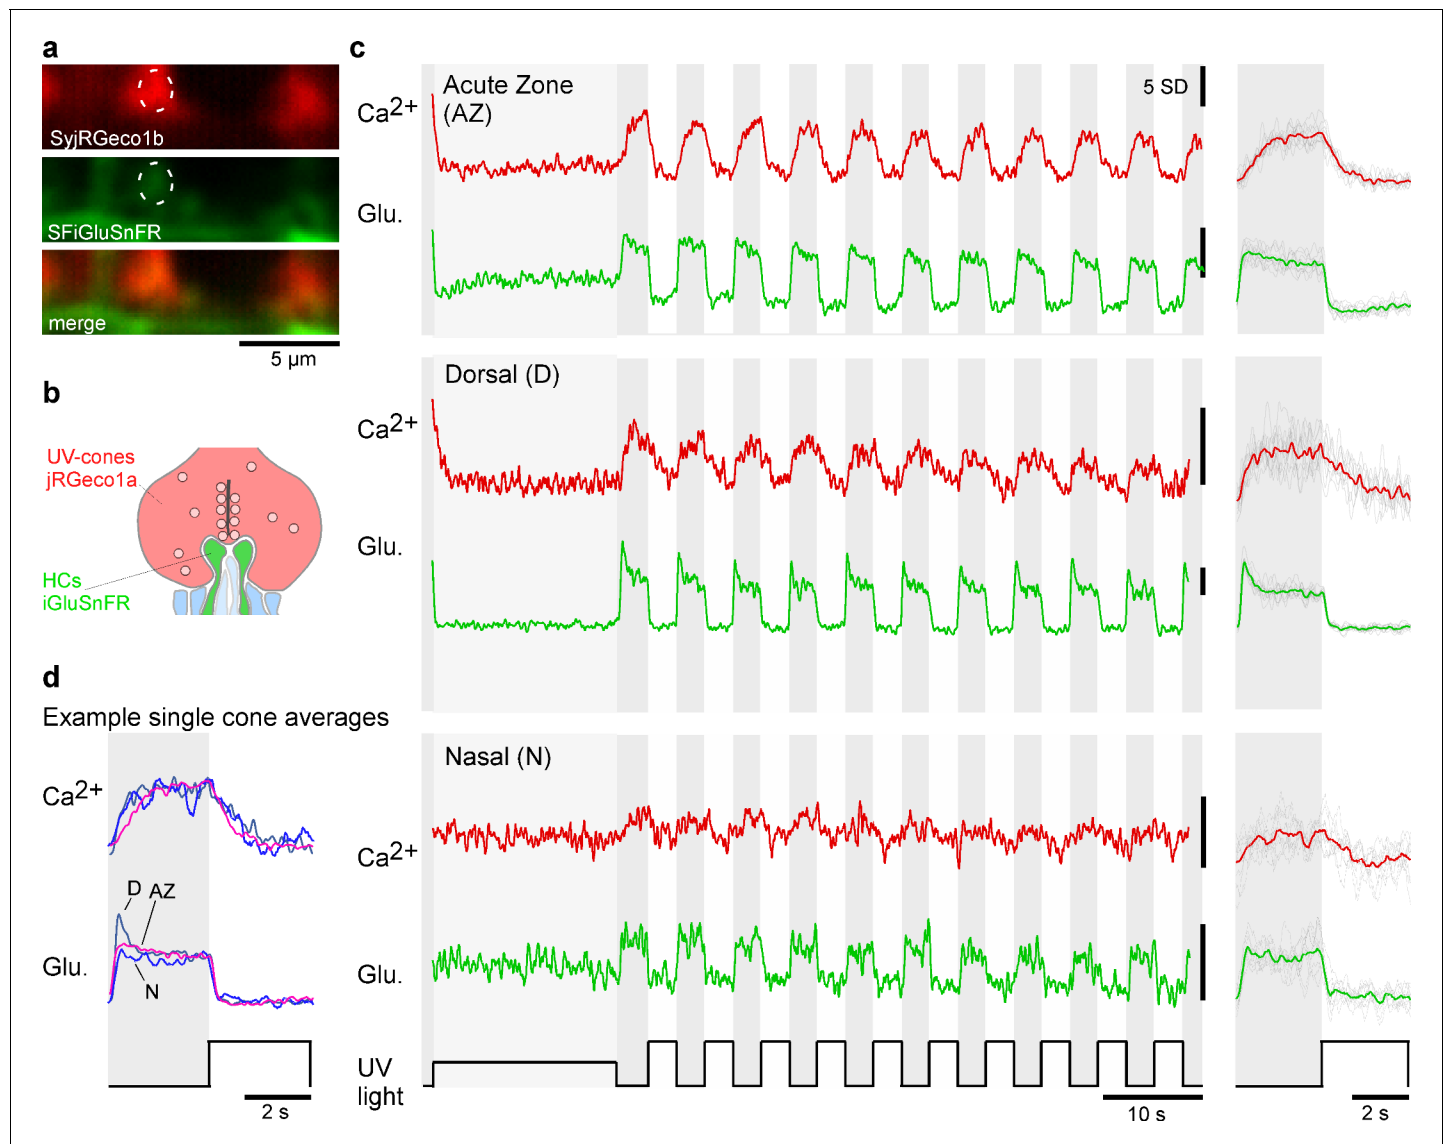 a
SyjRGeco1b
SFiGluSnFR
merge
5 µm
b
UV-cones
jRGeco1a
HCs
iGluSnFR
c
Acute Zone
(AZ)
5 SD
Ca2+
Glu.
Dorsal (D)
Ca2+
Glu.
Nasal (N)
Ca2+
Glu.
UV
light
10 s
2 s
d
Example single cone averages
Ca2+
D AZ
Glu.
N
2 s